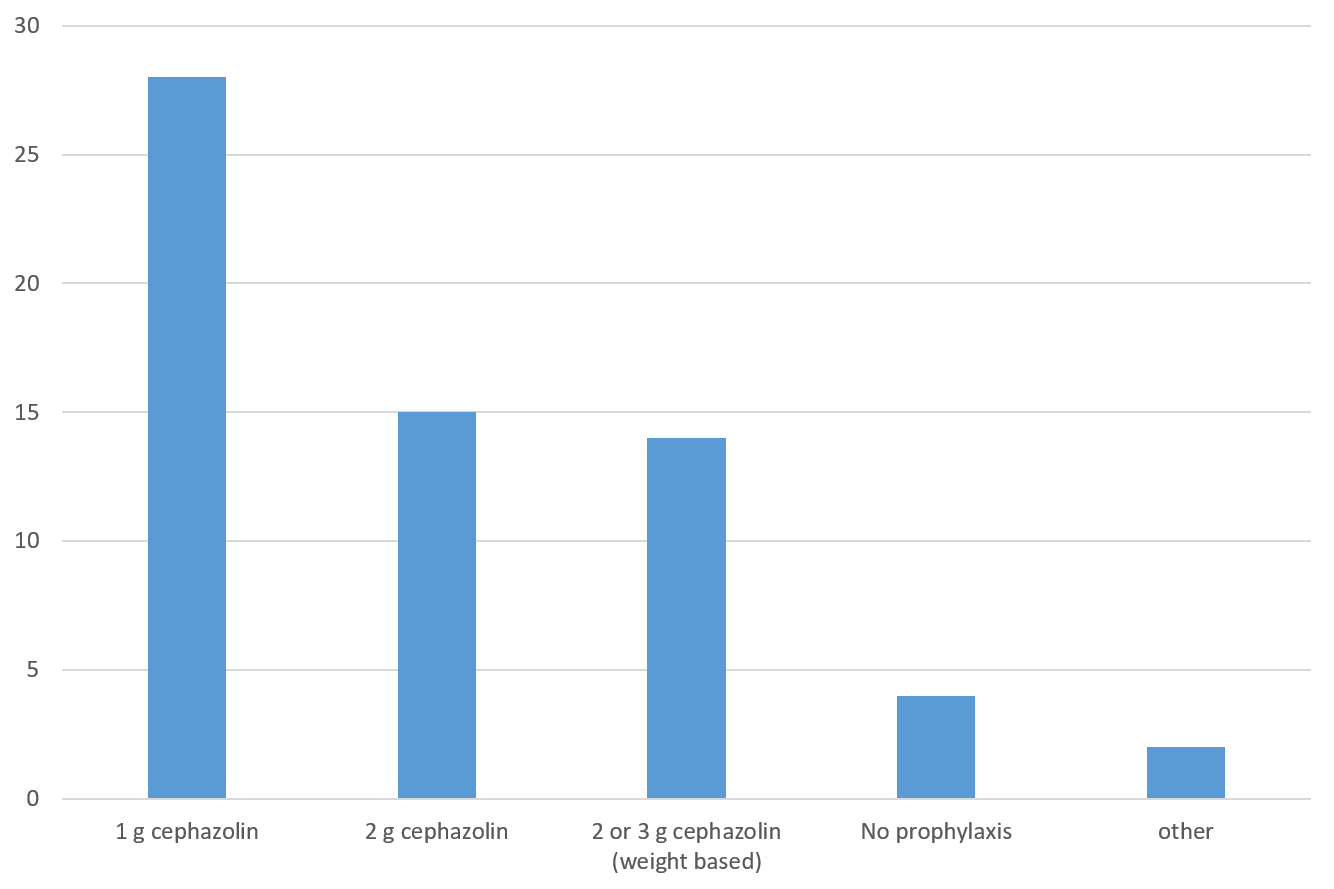 30
25
20
15
10
5
0
1 g cephazolin
2 g cephazolin
2 or 3 g cephazolin
(weight based)
No prophylaxis
other